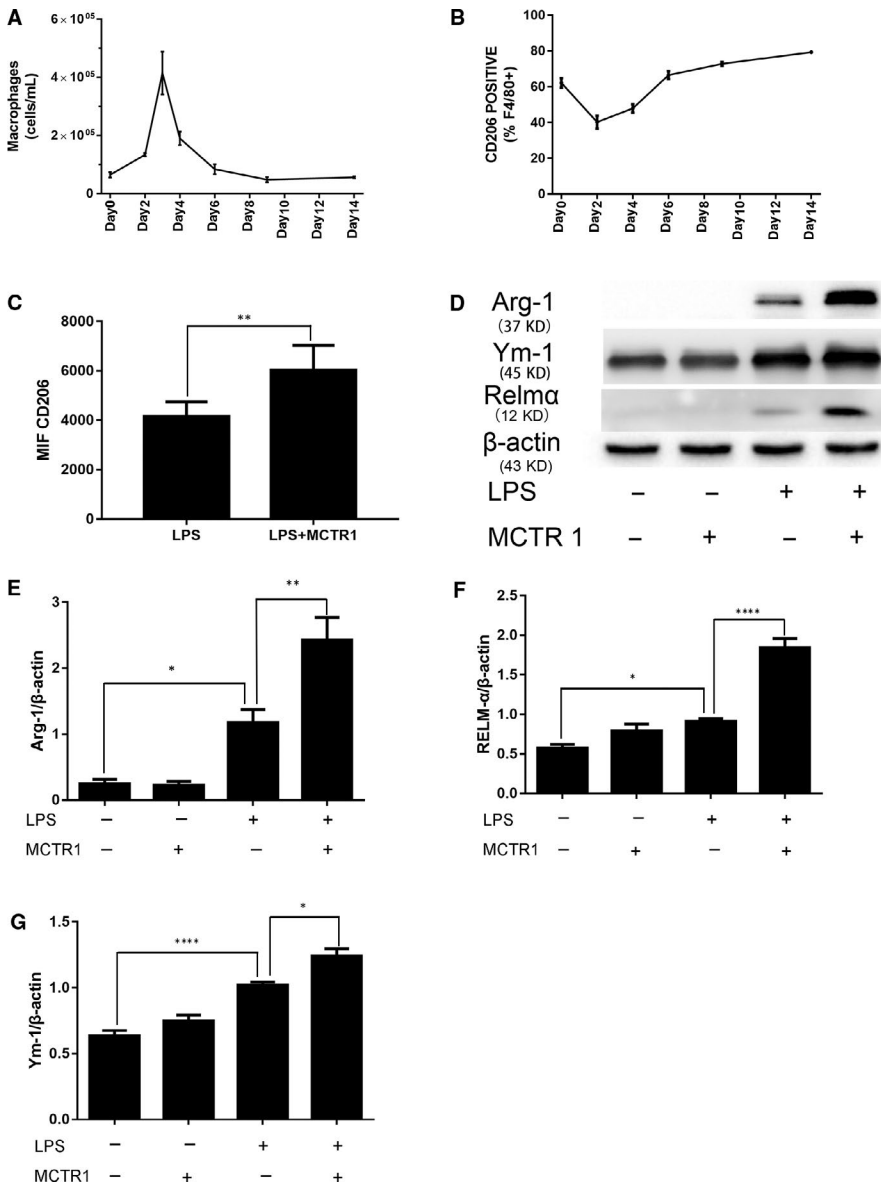 A
Macrophages
(cells/mL)
6×10⁰⁵
4×10⁰⁵
2×10⁰⁵
0
Day0 Day2 Day4 Day6 Day8 Day10 Day12 Day14
B
CD206 POSITIVE
(% F4/80+)
100
80
60
40
20
0
Day0 Day2 Day4 Day6 Day8 Day10 Day12 Day14
C
MIF CD206
8000
6000
4000
2000
0
**
LPS LPS+MCTR1
D
Arg-1
(37 KD)
Ym-1
(45 KD)
Relmα
(12 KD)
β-actin
(43 KD)
LPS − − + +
MCTR 1 − + − +
E
Arg-1/β-actin
3
2
1
0
*
**
LPS − − + +
MCTR1 − + − +
F
RELM-α/β-actin
2.0
1.5
1.0
0.5
0.0
*
****
LPS − − + +
MCTR1 − + − +
G
Ym-1/β-actin
1.5
1.0
0.5
0.0
****
*
LPS − − + +
MCTR1 − + − +